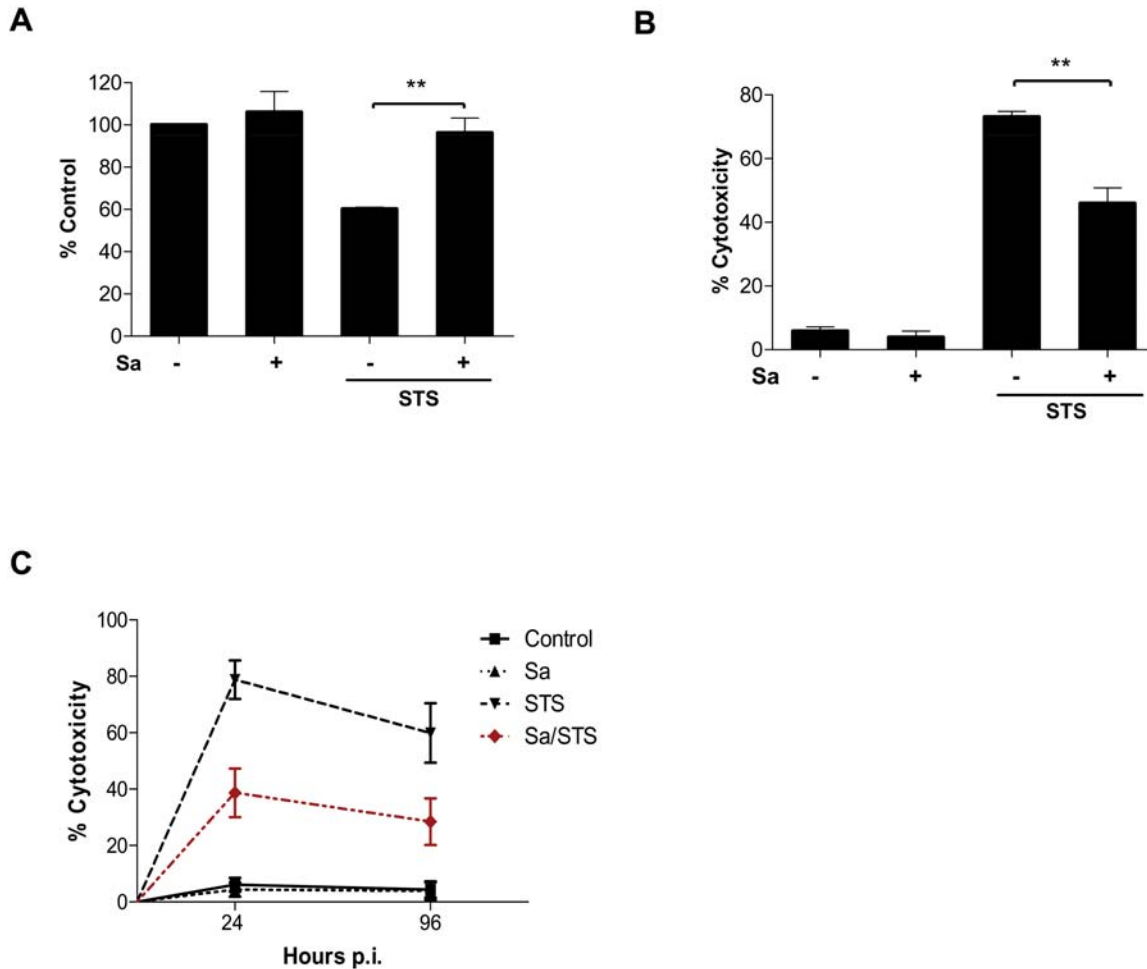 A
% Control
120
100
80
60
40
20
0
**
Sa - + - +
STS
B
% Cytotoxicity
80
60
40
20
0
**
Sa - + - +
STS
C
% Cytotoxicity
100
80
60
40
20
0
24 96
Hours p.i.
Control
Sa
STS
Sa/STS